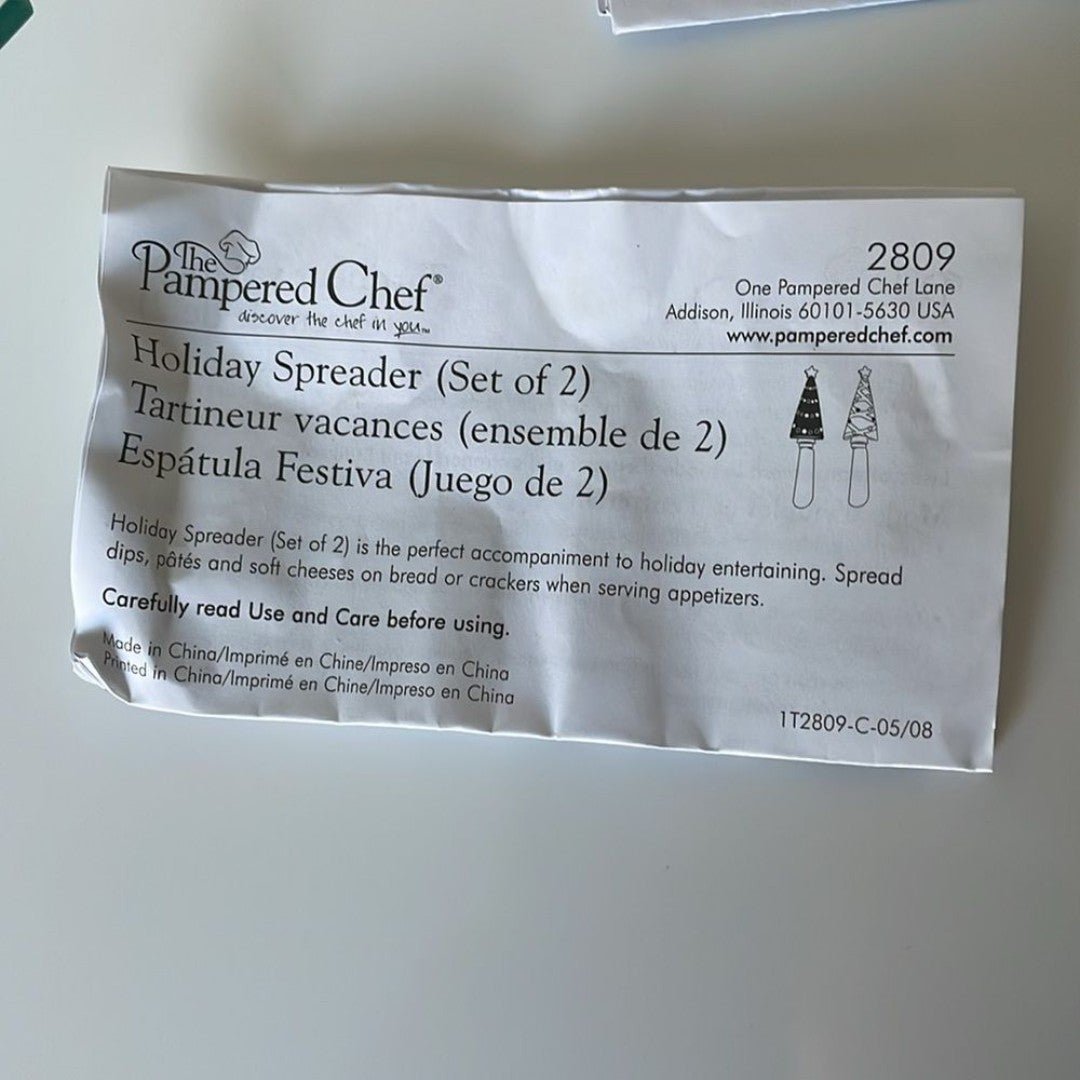 The
Pampered Chef®
discover the chef in you™
2809
One Pampered Chef Lane
Addison, Illinois 60101-5630 USA
www.pamperedchef.com
Holiday Spreader (Set of 2)
Tartineur vacances (ensemble de 2)
Espátula Festiva (Juego de 2)
Holiday Spreader (Set of 2) is the perfect accompaniment to holiday entertaining. Spread
dips, pâtés and soft cheeses on bread or crackers when serving appetizers.
Carefully read Use and Care before using.
Made in China/Imprimé en Chine/Impreso en China
Printed in China/Imprimé en Chine/Impreso en China
1T2809-C-05/08